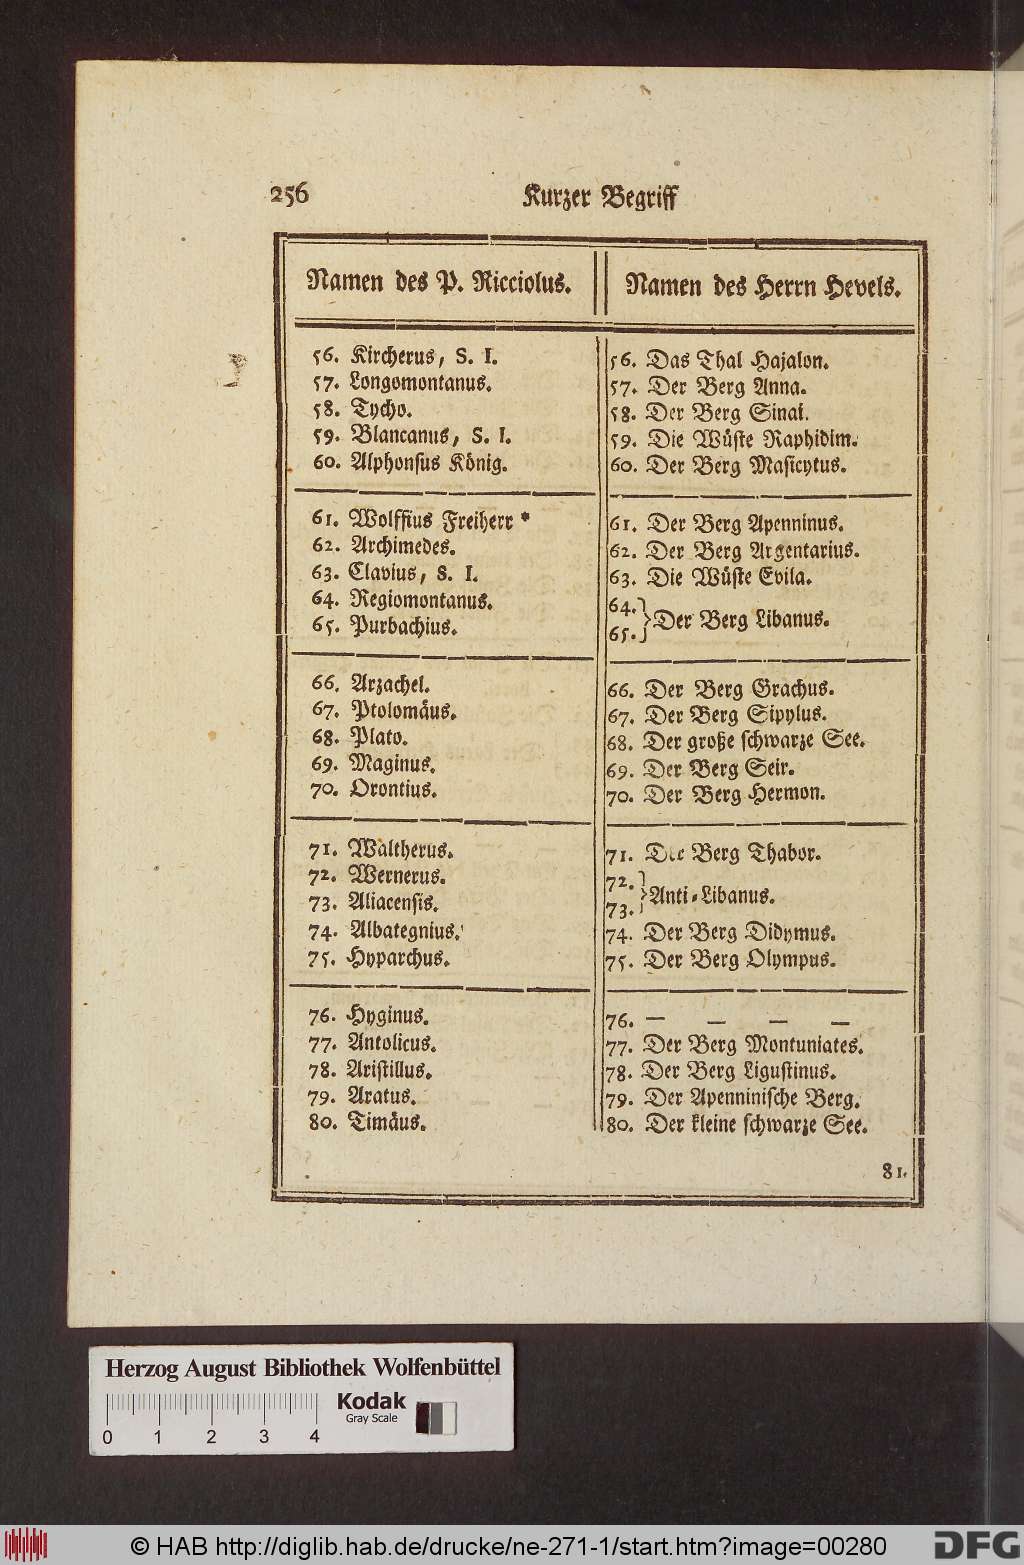 256 Kurzer Begriff
Namen des P. Ricciolus. Namen des Herrn Hevels.
56. Kircherus, S. I. 56. Das Thal Hajalon.
57. Longomontanus. 57. Der Berg Anna.
58. Tycho. 58. Der Berg Sinai.
59. Blancanus, S. I. 59. Die Wüste Raphidim.
60. Alphonsus König. 60. Der Berg Masicytus.
61. Wolffius Freiherr * 61. Der Berg Apenninus.
62. Archimedes. 62. Der Berg Argentarius.
63. Clavius, S. I. 63. Die Wüste Evila.
64. Regiomontanus. 64.
65. Purbachius. 65. } Der Berg Libanus.
66. Arzachel. 66. Der Berg Grachus.
67. Ptolomäus. 67. Der Berg Sipylus.
68. Plato. 68. Der große schwarze See.
69. Maginus. 69. Der Berg Seir.
70. Orontius. 70. Der Berg Hermon.
71. Waltherus. 71. Der Berg Thabor.
72. Wernerus. 72.
73. Aliacensis. 73. } Anti-Libanus.
74. Albategnius. 74. Der Berg Didymus.
75. Hyparchus. 75. Der Berg Olympus.
76. Hyginus. 76. — — — —
77. Antolicus. 77. Der Berg Montuniates.
78. Aristillus. 78. Der Berg Ligustinus.
79. Aratus. 79. Der Apenninische Berg.
80. Timäus. 80. Der kleine schwarze See.
81.
Herzog August Bibliothek Wolfenbüttel
Kodak
Gray Scale
0 1 2 3 4
© HAB http://diglib.hab.de/drucke/ne-271-1/start.htm?image=00280 DFG